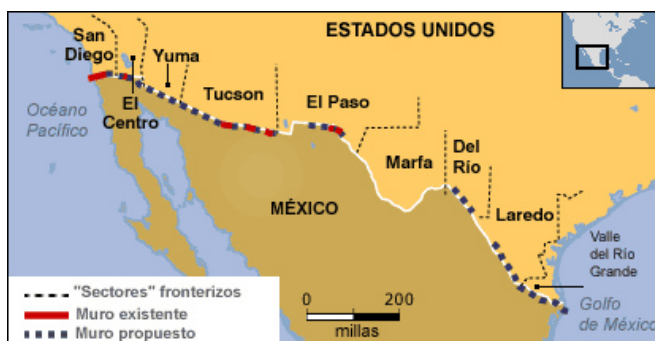 ESTADOS UNIDOS
San
Diego
Yuma
El
Centro
Tucson
El Paso
Océano
Pacífico
Marfa
Del
Río
Laredo
MÉXICO
Valle
del Río
Grande
Golfo
de México
"Sectores" fronterizos
Muro existente
Muro propuesto
0 200
millas